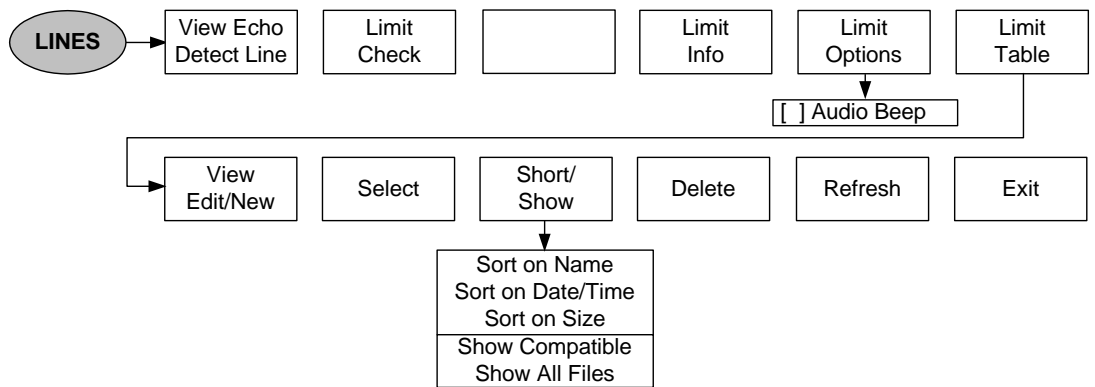 LINES
View Echo
Detect Line
Limit
Check
Limit
Info
Limit
Options
Limit
Table
[ ] Audio Beep
View
Edit/New
Select
Short/
Show
Delete
Refresh
Exit
Sort on Name
Sort on Date/Time
Sort on Size
Show Compatible
Show All Files